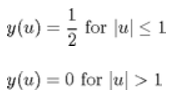 y(u) = 1/2 for |u| ≤ 1
y(u) = 0 for |u| > 1